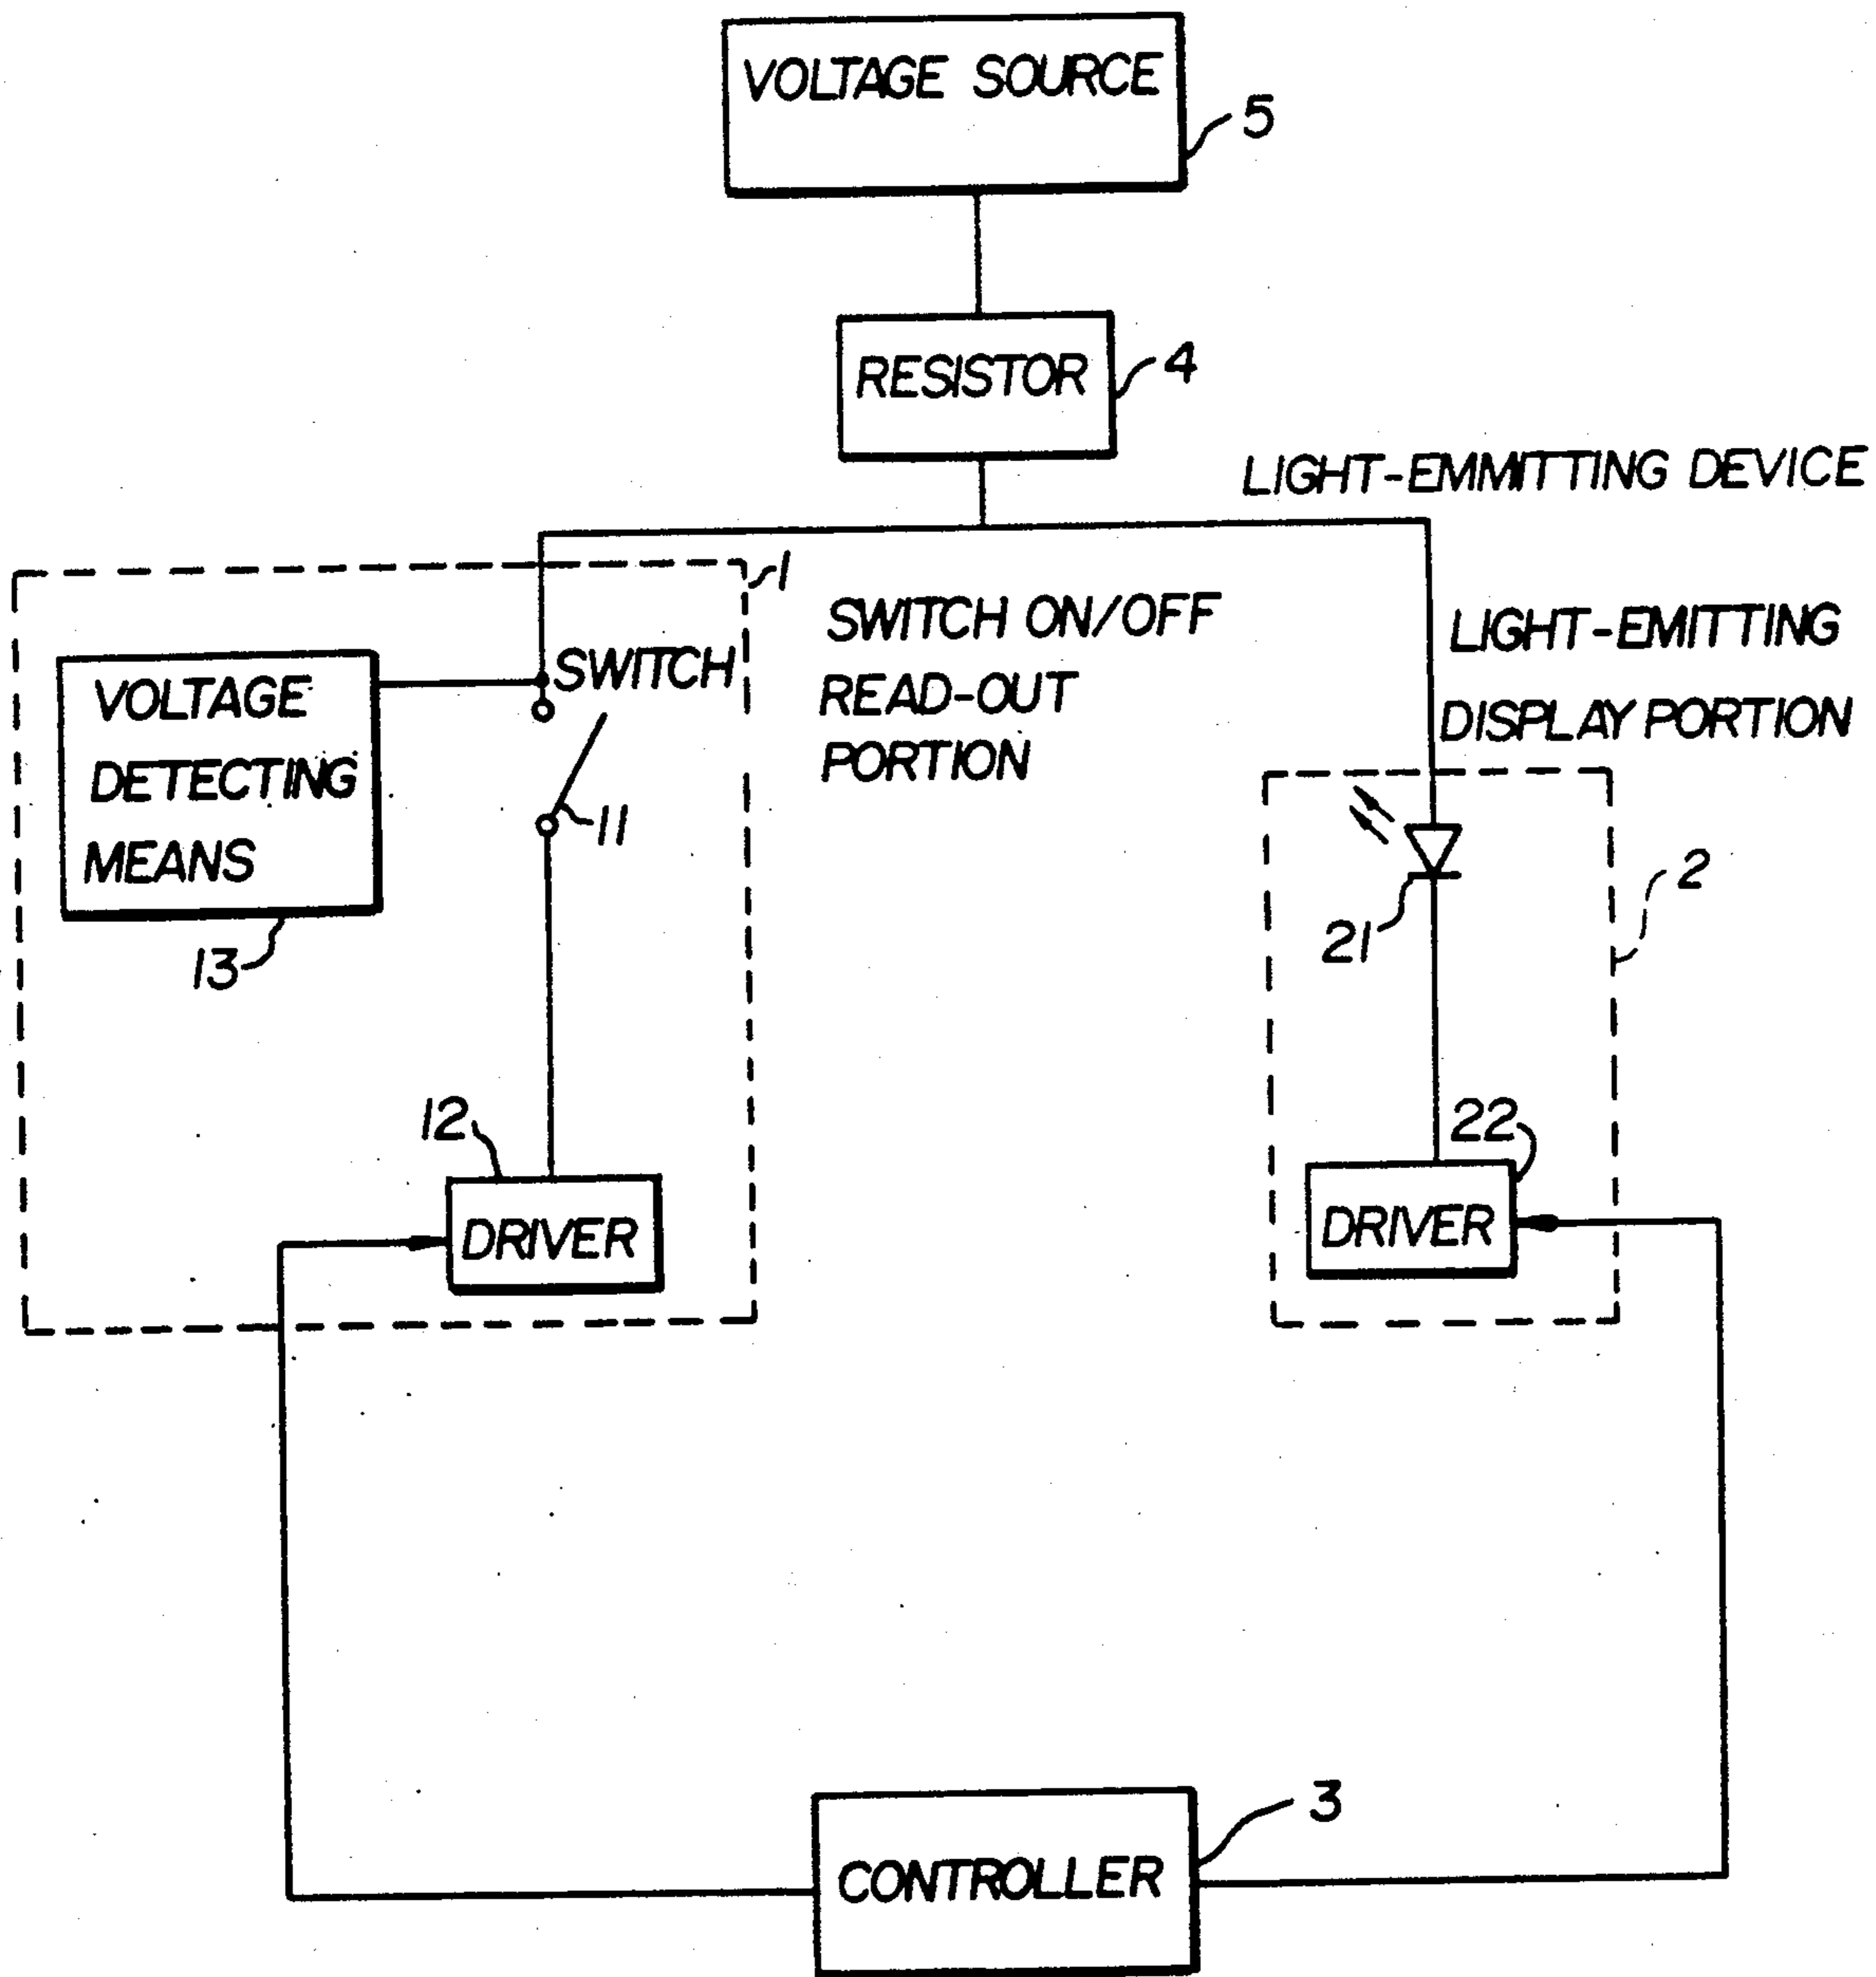 VOLTAGE SOURCE
5
RESISTOR
4
LIGHT-EMMITTING DEVICE
1
SWITCH ON/OFF
READ-OUT
PORTION
LIGHT-EMITTING
DISPLAY PORTION
SWITCH
VOLTAGE
DETECTING
MEANS
11
13
21
2
12
22
DRIVER
DRIVER
3
CONTROLLER